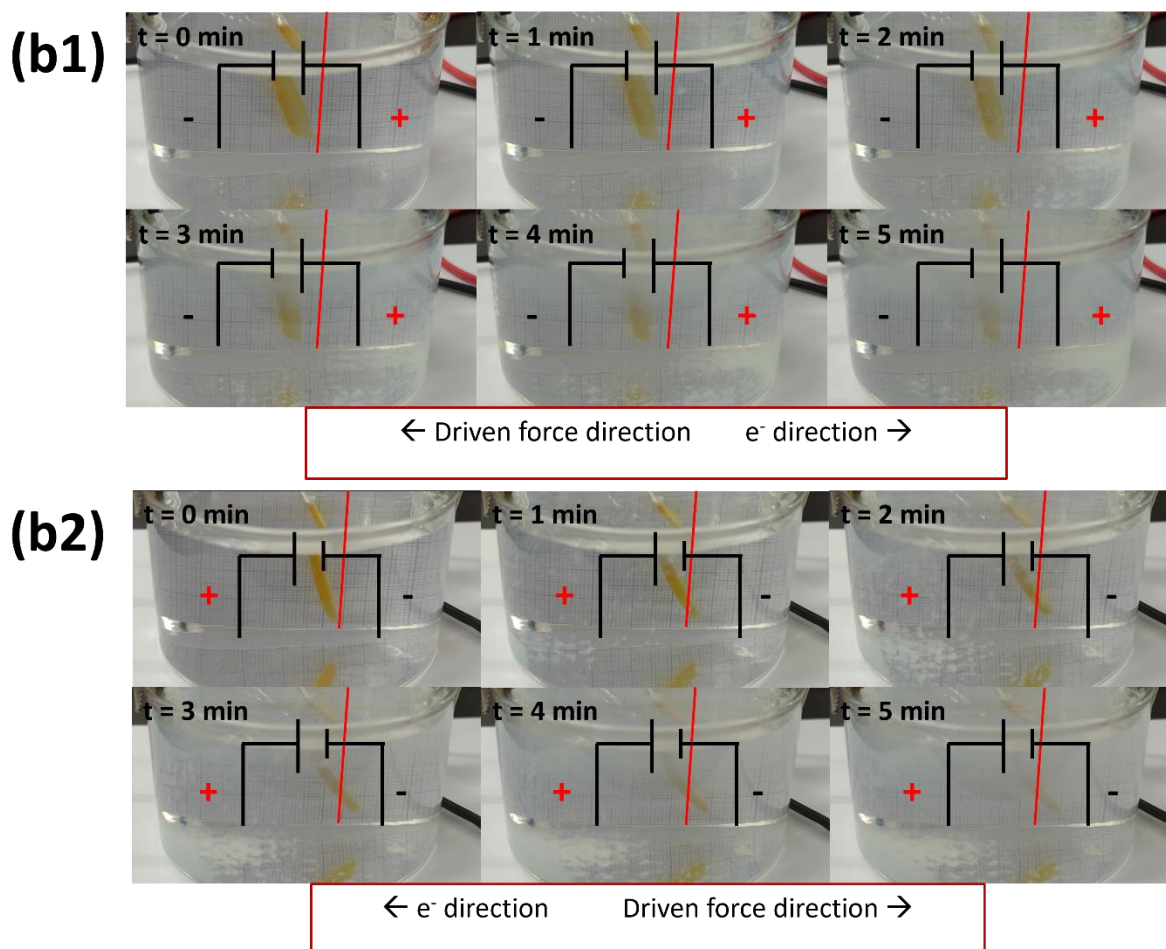 (b1)
t = 0 min
t = 1 min
t = 2 min
- +
- +
- +
t = 3 min
t = 4 min
t = 5 min
- +
- +
- +
← Driven force direction e⁻ direction →
(b2)
t = 0 min
t = 1 min
t = 2 min
+ -
+ -
+ -
t = 3 min
t = 4 min
t = 5 min
+ -
+ -
+ -
← e⁻ direction Driven force direction →